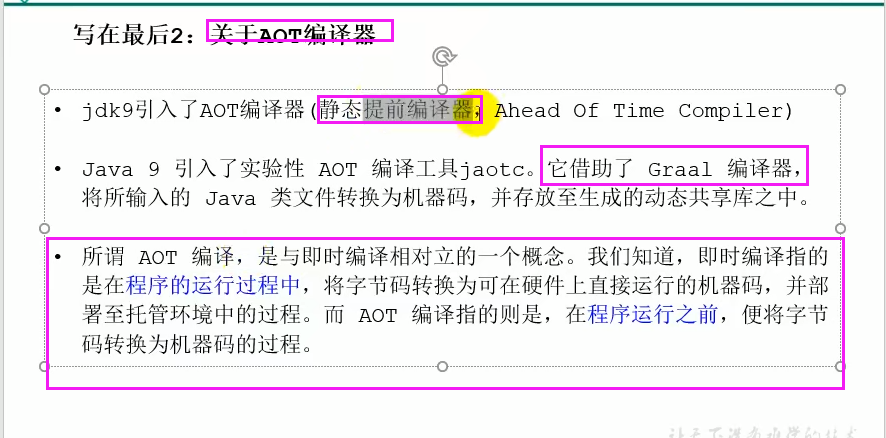 写在最后2：关于AOT编译器
• jdk9引入了AOT编译器(静态提前编译器，Ahead Of Time Compiler)
• Java 9 引入了实验性 AOT 编译工具jaotc。它借助了 Graal 编译器，
将所输入的 Java 类文件转换为机器码，并存放至生成的动态共享库之中。
• 所谓 AOT 编译，是与即时编译相对立的一个概念。我们知道，即时编译指的
是在程序的运行过程中，将字节码转换为可在硬件上直接运行的机器码，并部
署至托管环境中的过程。而 AOT 编译指的则是，在程序运行之前，便将字节
码转换为机器码的过程。